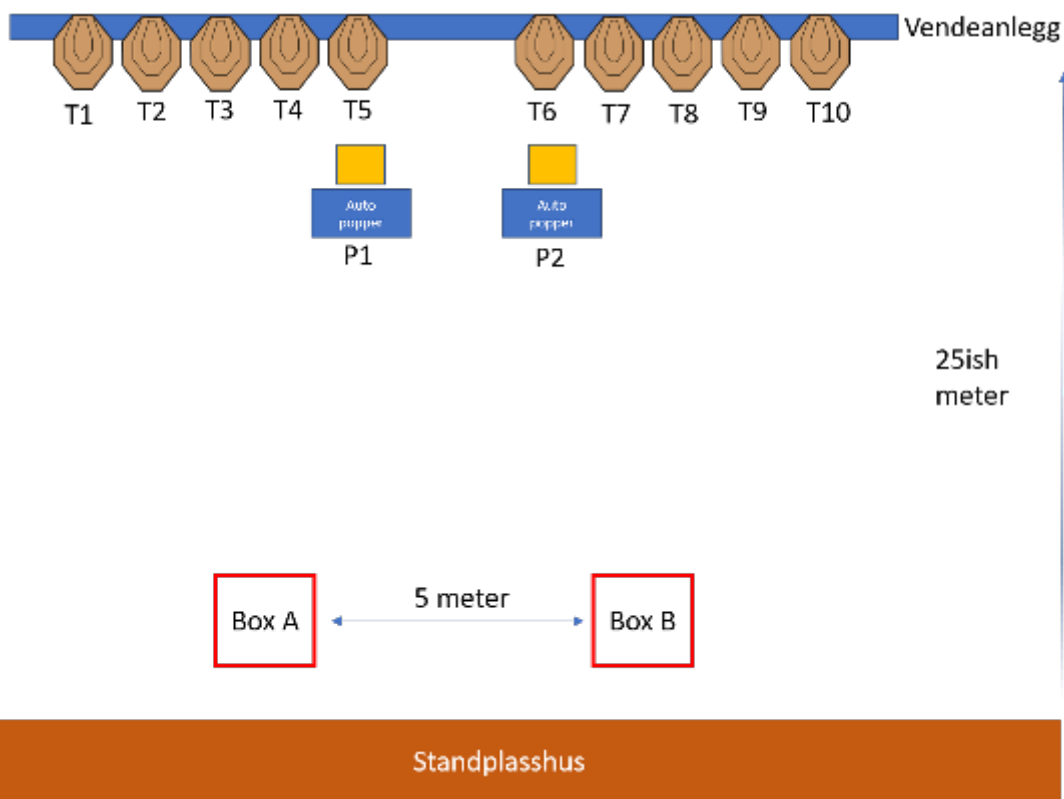 Vendeanlegg
T1 T2 T3 T4 T5 T6 T7 T8 T9 T10
Auto
popper
Auto
popper
P1 P2
25ish
meter
5 meter
Box A
Box B
Standplasshus